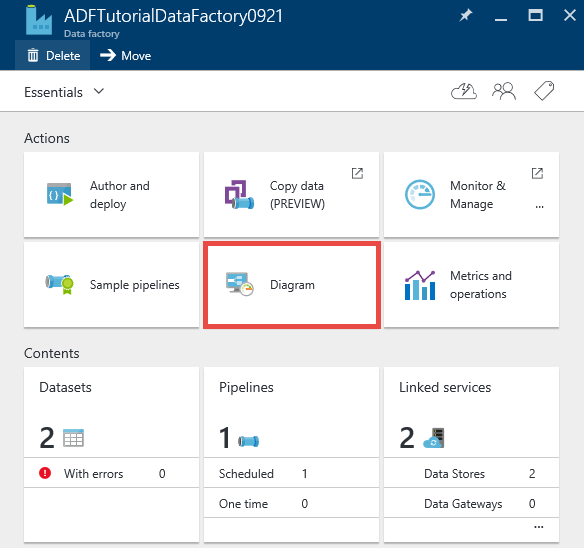 ADFTutorialDataFactory0921
Data factory
Delete
Move
Essentials
Actions
Author and
deploy
Copy data
(PREVIEW)
Monitor &
Manage
...
Sample pipelines
Diagram
Metrics and
operations
Contents
Datasets
2
With errors 0
Pipelines
1
Scheduled 1
One time 0
Linked services
2
Data Stores 2
Data Gateways 0
...